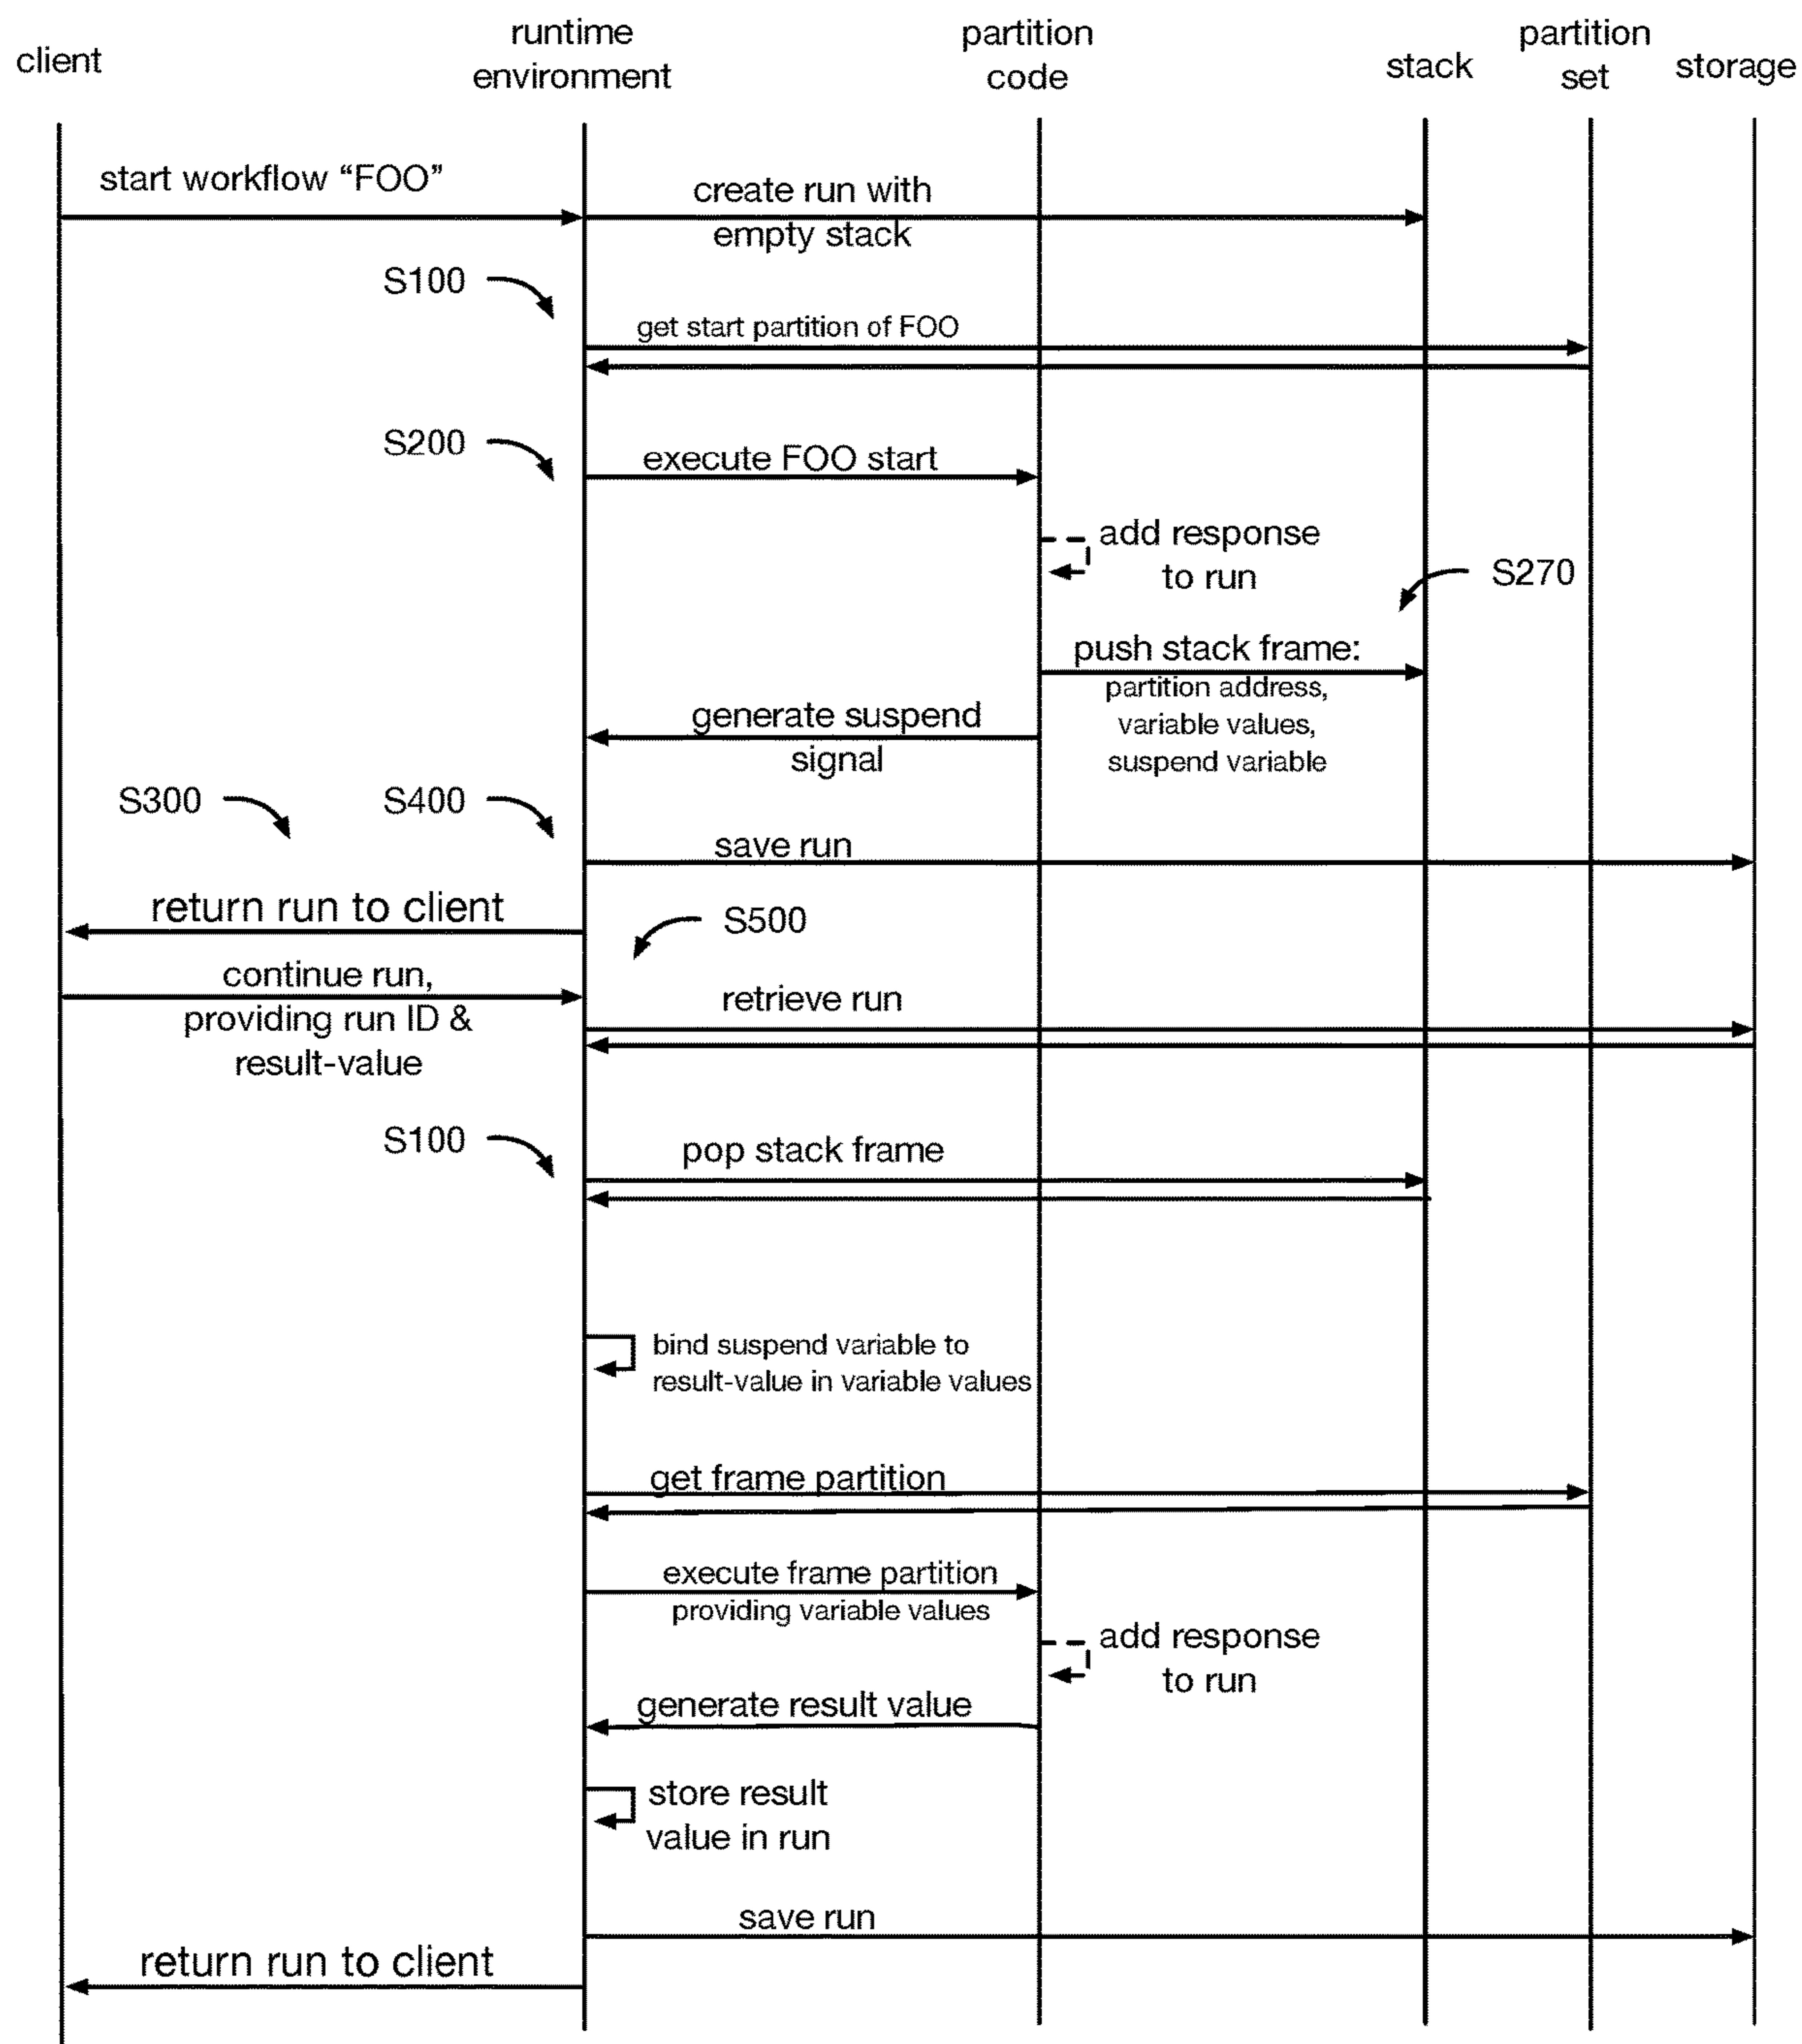 client
runtime
environment
partition
code
stack
partition
set
storage
start workflow “FOO”
create run with
empty stack
S100
get start partition of FOO
S200
execute FOO start
add response
to run
S270
push stack frame:
partition address,
variable values,
suspend variable
generate suspend
signal
S300
S400
save run
return run to client
S500
continue run,
providing run ID &
result-value
retrieve run
S100
pop stack frame
bind suspend variable to
result-value in variable values
get frame partition
execute frame partition
providing variable values
add response
to run
generate result value
store result
value in run
save run
return run to client